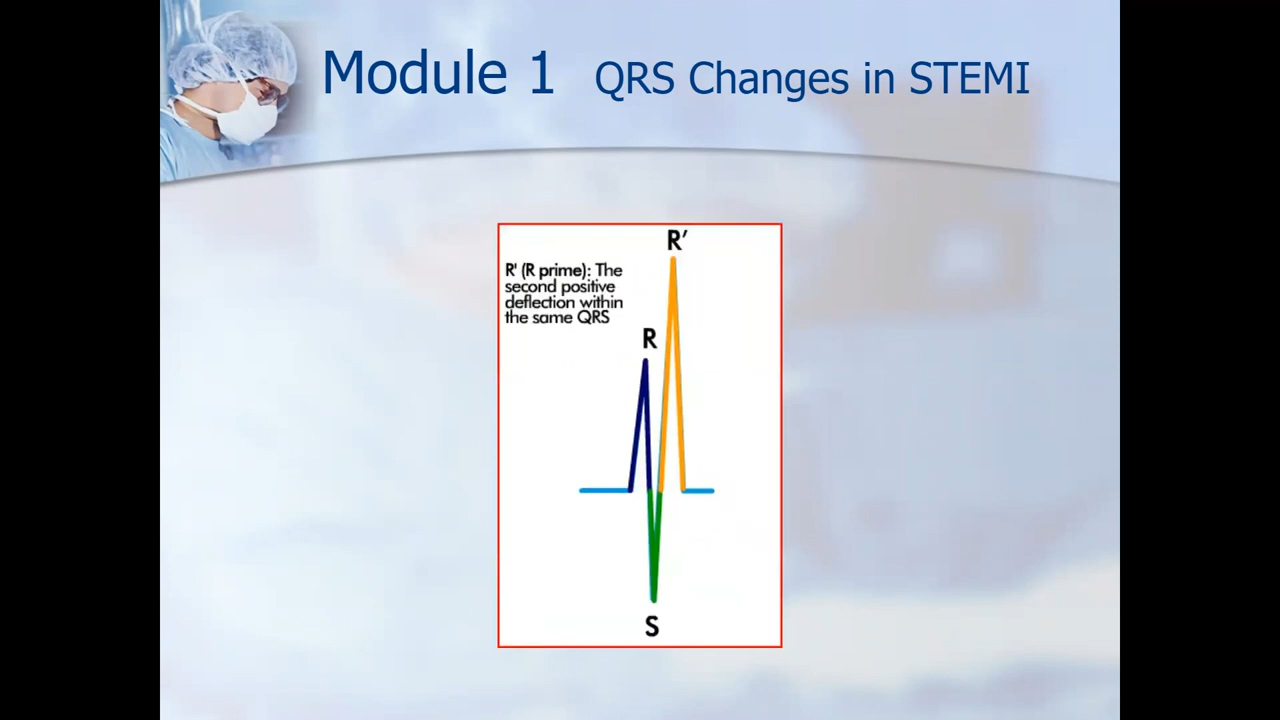 Module 1 QRS Changes in STEMI
R′
R' (R prime): The
second positive
deflection within
the same QRS
R
S